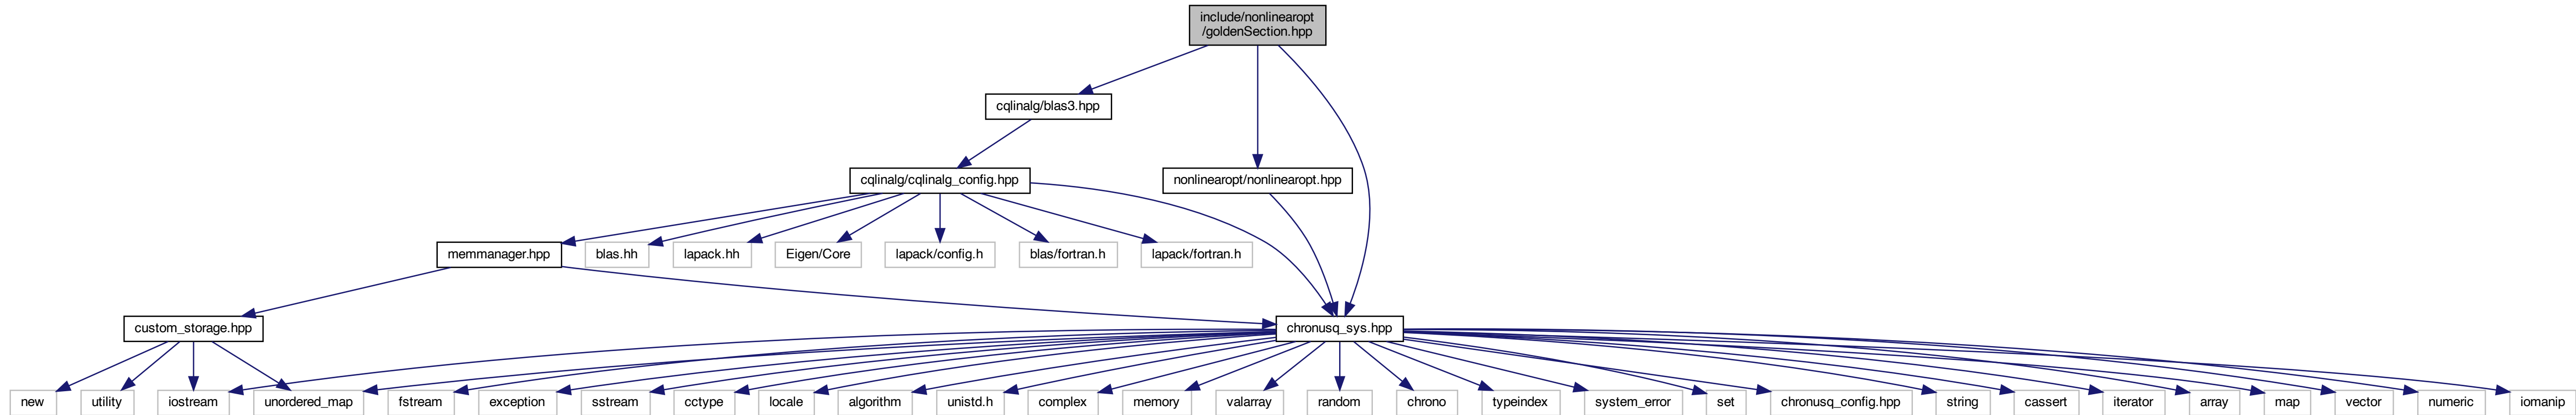 include/nonlinearopt
/goldenSection.hpp
cqlinalg/blas3.hpp
cqlinalg/cqlinalg_config.hpp
nonlinearopt/nonlinearopt.hpp
memmanager.hpp
blas.hh
lapack.hh
Eigen/Core
lapack/config.h
blas/fortran.h
lapack/fortran.h
custom_storage.hpp
chronusq_sys.hpp
new
utility
iostream
unordered_map
fstream
exception
sstream
cctype
locale
algorithm
unistd.h
complex
memory
valarray
random
chrono
typeindex
system_error
set
chronusq_config.hpp
string
cassert
iterator
array
map
vector
numeric
iomanip